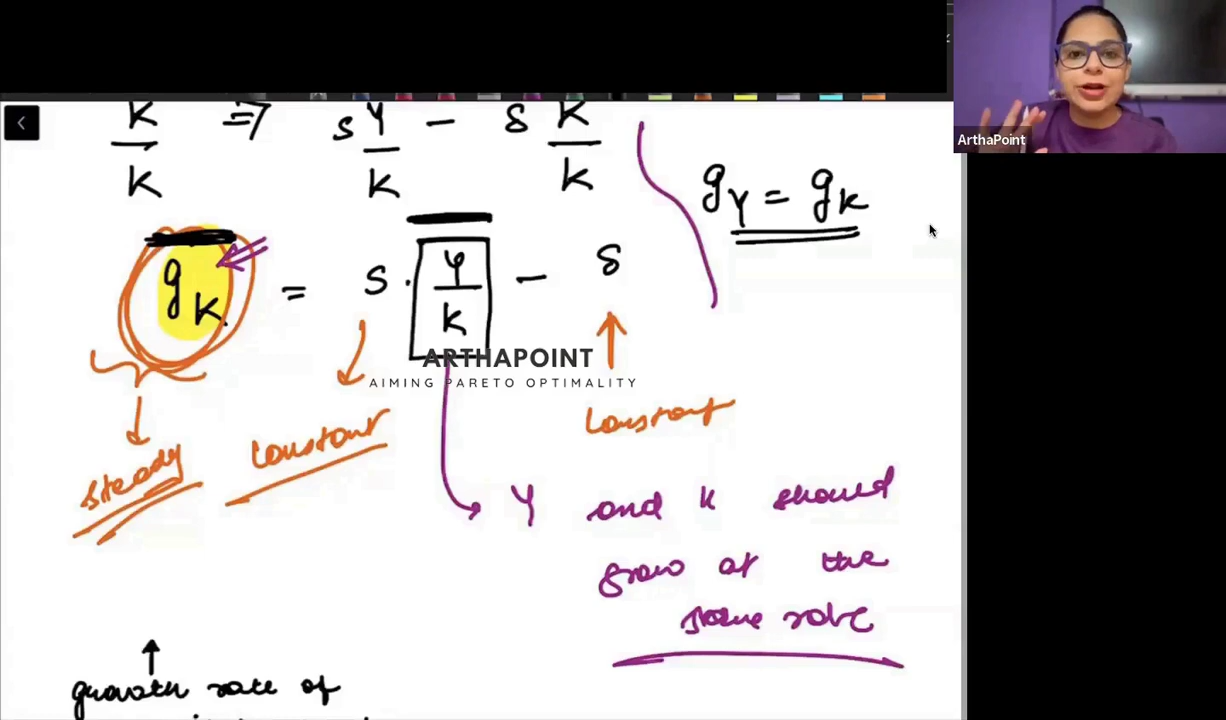 K/K ⇒ sY/K - δ K/K
gY = gK
gK = s · Y/K - δ
ARTHAPOINT
AIMING PARETO OPTIMALITY
steady constant constant
Y and K should
grow at the
same rate
growth rate of
ArthaPoint